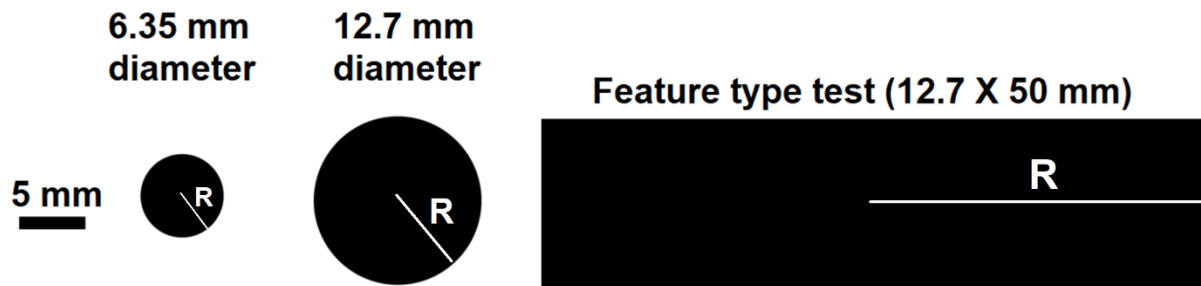 6.35 mm
diameter
12.7 mm
diameter
Feature type test (12.7 X 50 mm)
5 mm
R
R
R